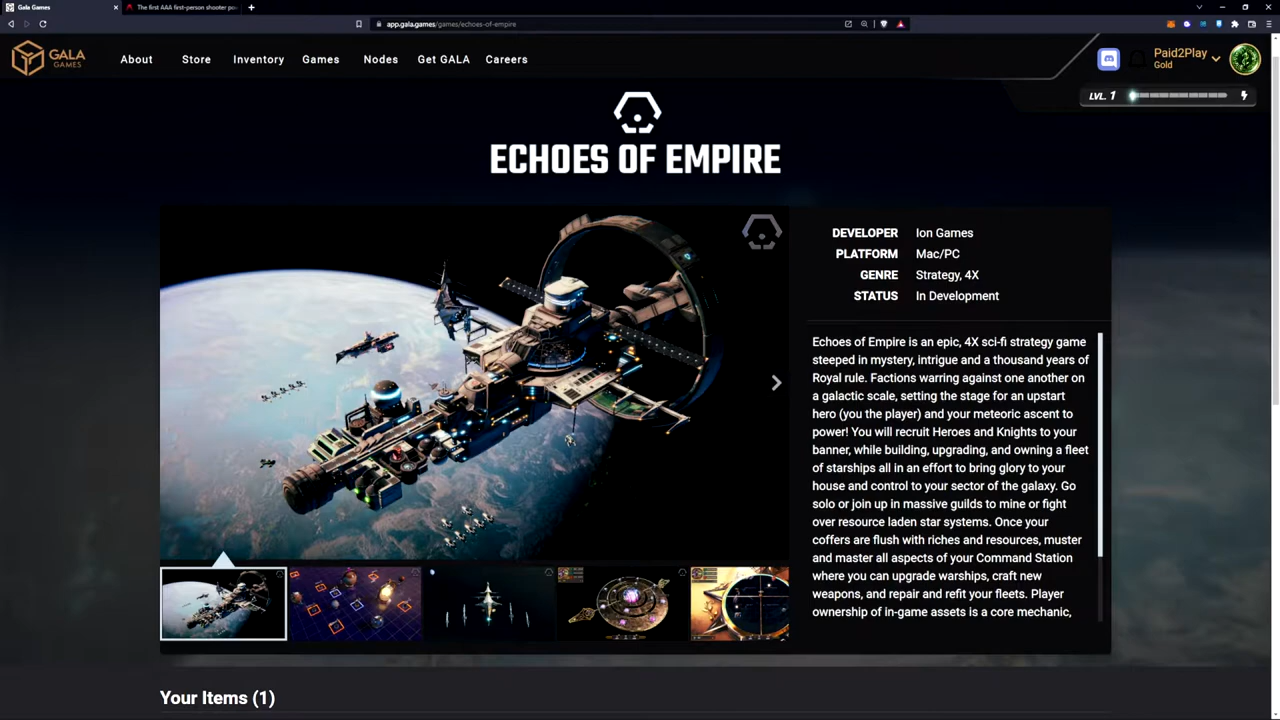 Gala Games
The first AAA first-person shooter po
app.gala.games/games/echoes-of-empire
GALA
GAMES
About
Store
Inventory
Games
Nodes
Get GALA
Careers
Paid2Play
Gold
LVL. 1
ECHOES OF EMPIRE
DEVELOPER Ion Games
PLATFORM Mac/PC
GENRE Strategy, 4X
STATUS In Development
Echoes of Empire is an epic, 4X sci-fi strategy game
steeped in mystery, intrigue and a thousand years of
Royal rule. Factions warring against one another on
a galactic scale, setting the stage for an upstart
hero (you the player) and your meteoric ascent to
power! You will recruit Heroes and Knights to your
banner, while building, upgrading, and owning a fleet
of starships all in an effort to bring glory to your
house and control to your sector of the galaxy. Go
solo or join up in massive guilds to mine or fight
over resource laden star systems. Once your
coffers are flush with riches and resources, muster
and master all aspects of your Command Station
where you can upgrade warships, craft new
weapons, and repair and refit your fleets. Player
ownership of in-game assets is a core mechanic,
Your Items (1)